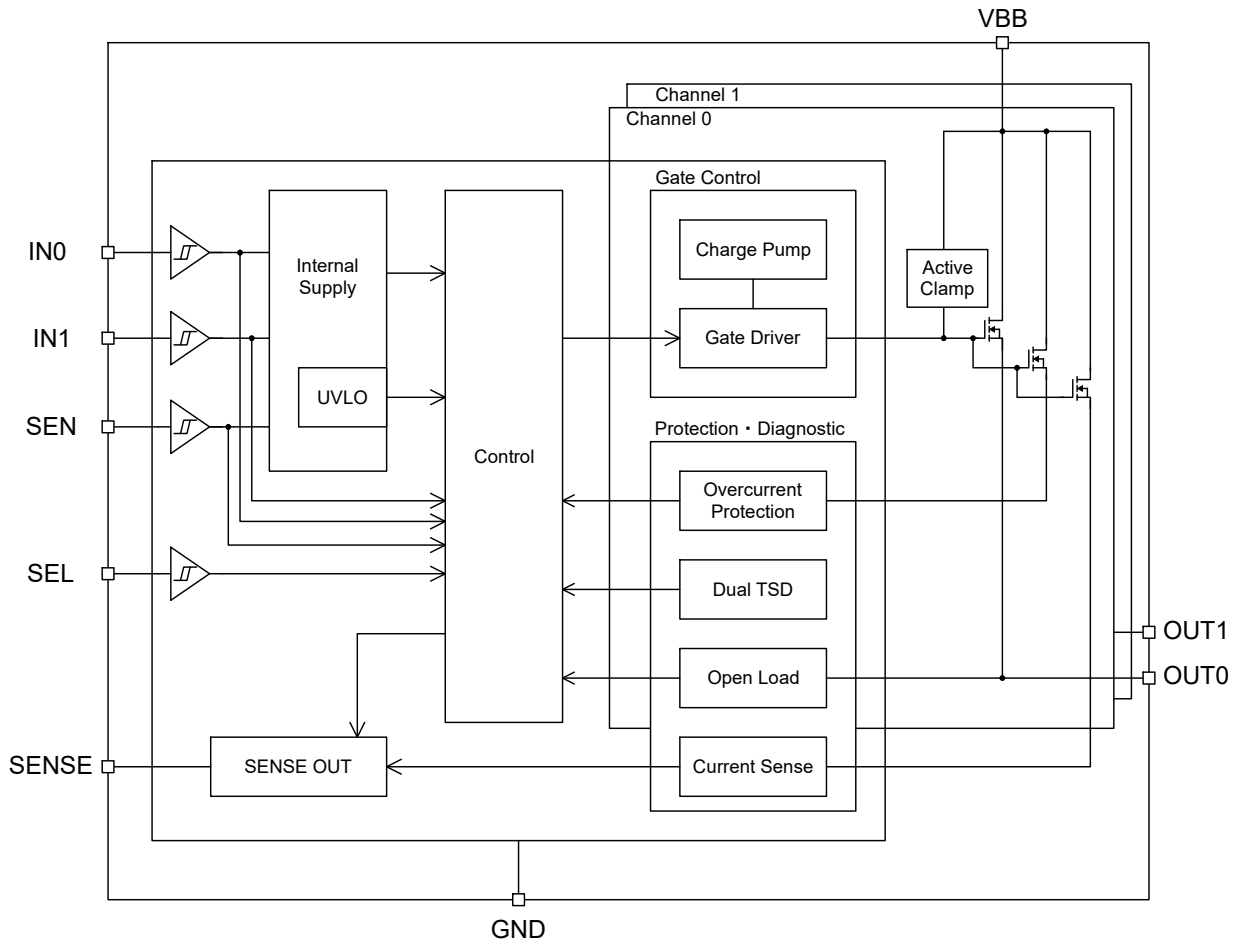 VBB
Channel 1
Channel 0
Gate Control
IN0
Internal
Supply
Charge Pump
Active
Clamp
IN1
Gate Driver
UVLO
SEN
Protection・Diagnostic
Control
Overcurrent
Protection
SEL
Dual TSD
OUT1
Open Load
OUT0
SENSE
SENSE OUT
Current Sense
GND